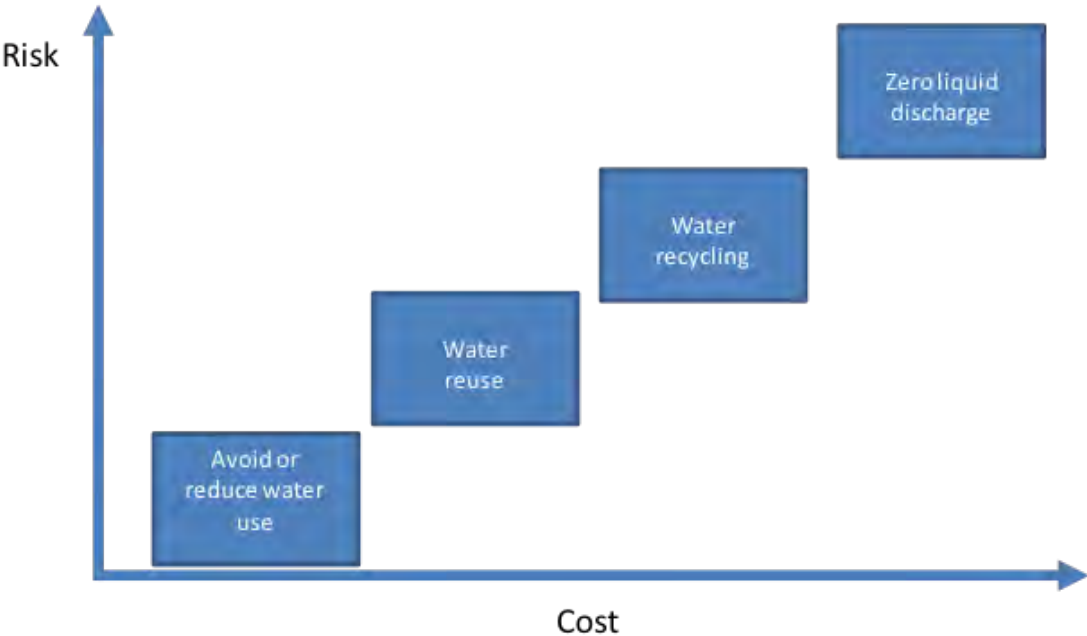 Risk
Zero liquid
discharge
Water
recycling
Water
reuse
Avoid or
reduce water
use
Cost